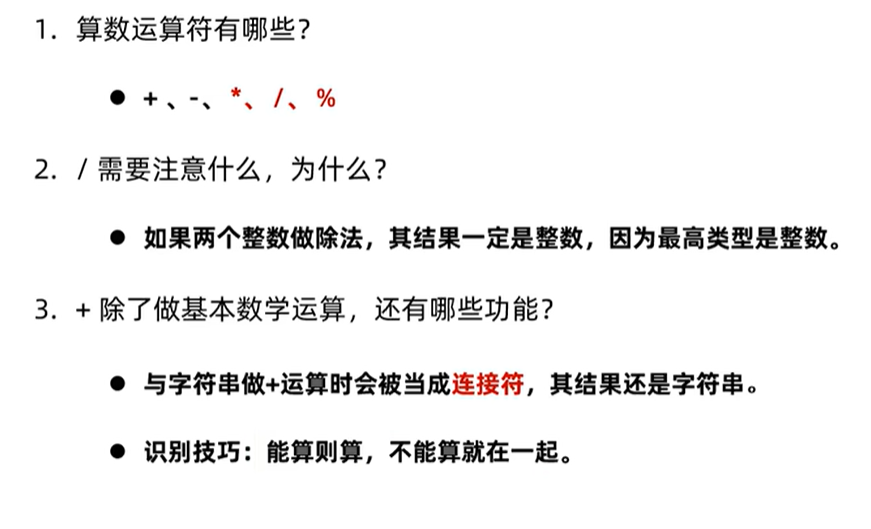 1. 算数运算符有哪些？
● + 、-、*、/、%
2. / 需要注意什么，为什么？
● 如果两个整数做除法，其结果一定是整数，因为最高类型是整数。
3. + 除了做基本数学运算，还有哪些功能？
● 与字符串做+运算时会被当成连接符，其结果还是字符串。
● 识别技巧：能算则算，不能算就在一起。